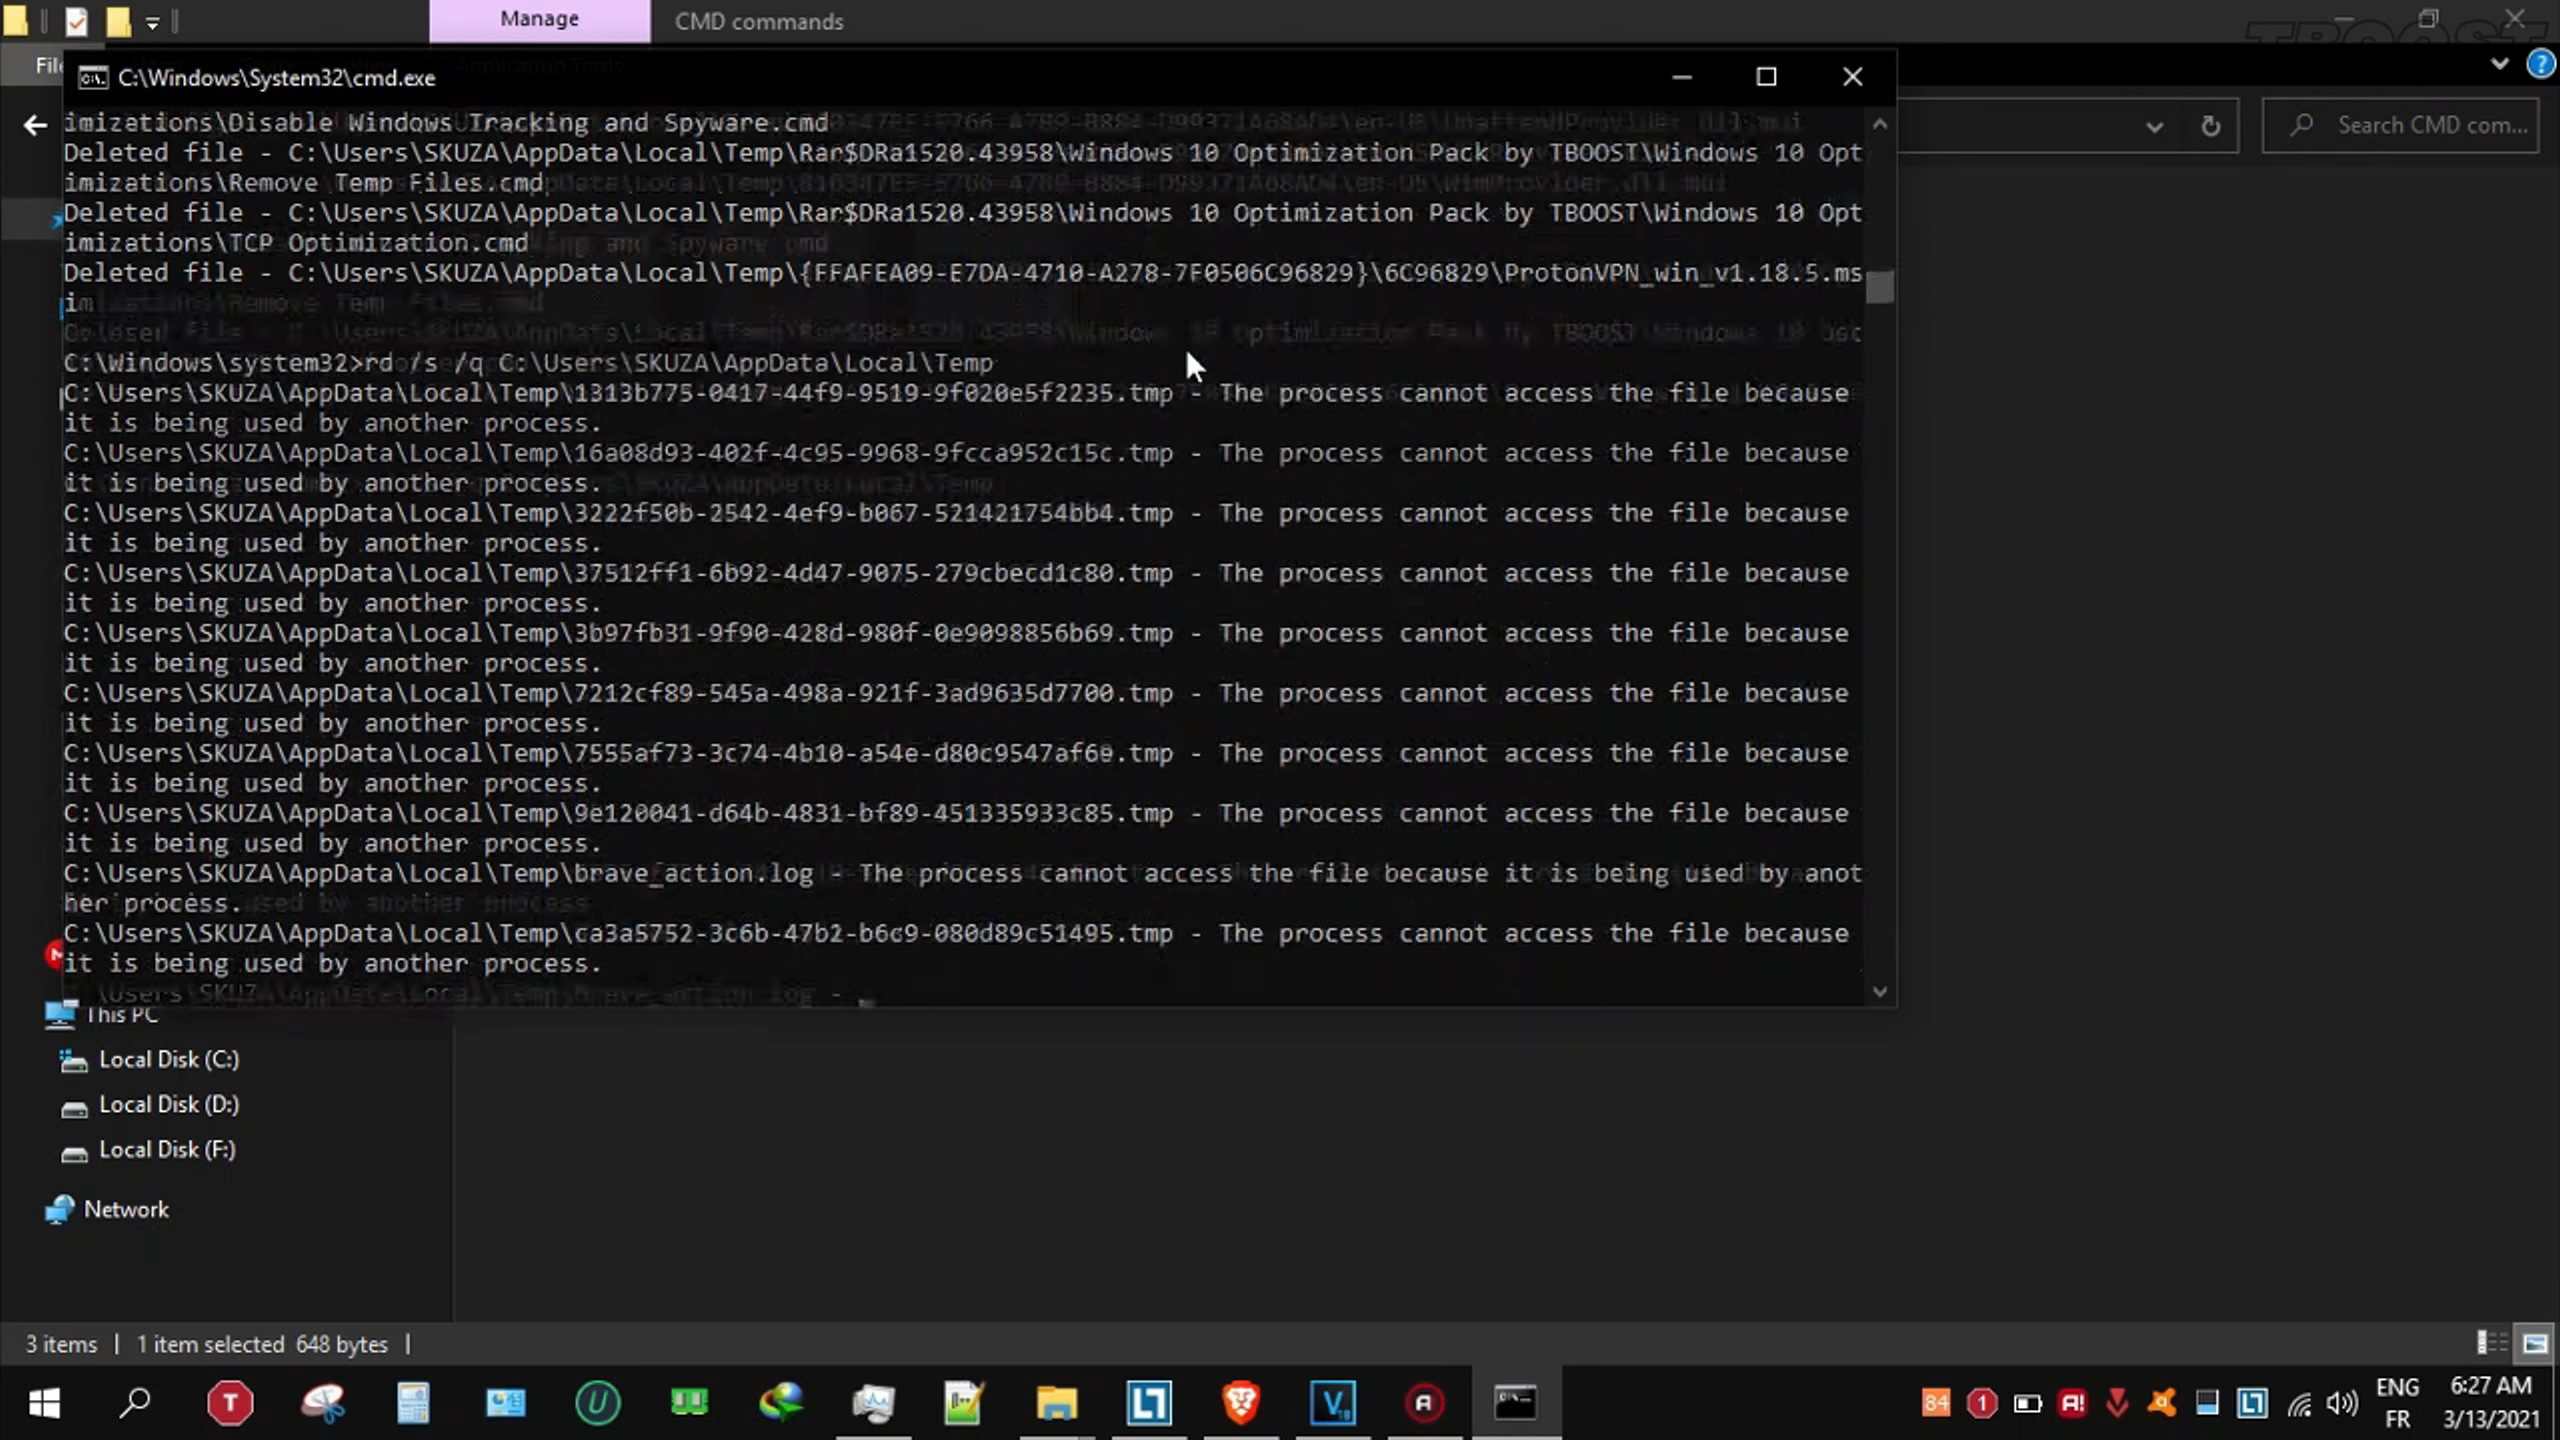 Manage
CMD commands
TBOOST
File
C:\Windows\System32\cmd.exe
Search CMD com...
imizations\Disable Windows Tracking and Spyware.cmd
Deleted file - C:\Users\SKUZA\AppData\Local\Temp\Rar$DRa1520.43958\Windows 10 Optimization Pack by TBOOST\Windows 10 Opt
imizations\Remove Temp Files.cmd
Deleted file - C:\Users\SKUZA\AppData\Local\Temp\Rar$DRa1520.43958\Windows 10 Optimization Pack by TBOOST\Windows 10 Opt
imizations\TCP Optimization.cmd
Deleted file - C:\Users\SKUZA\AppData\Local\Temp\{FFAFEA09-E7DA-4710-A278-7F0506C96829}\6C96829\ProtonVPN_win_v1.18.5.ms
i
C:\Windows\system32>rd /s /q C:\Users\SKUZA\AppData\Local\Temp
C:\Users\SKUZA\AppData\Local\Temp\1313b775-0417-44f9-9519-9f020e5f2235.tmp - The process cannot access the file because
it is being used by another process.
C:\Users\SKUZA\AppData\Local\Temp\16a08d93-402f-4c95-9968-9fcca952c15c.tmp - The process cannot access the file because
it is being used by another process.
C:\Users\SKUZA\AppData\Local\Temp\3222f50b-2542-4ef9-b067-521421754bb4.tmp - The process cannot access the file because
it is being used by another process.
C:\Users\SKUZA\AppData\Local\Temp\37512ff1-6b92-4d47-9075-279cbecd1c80.tmp - The process cannot access the file because
it is being used by another process.
C:\Users\SKUZA\AppData\Local\Temp\3b97fb31-9f90-428d-980f-0e9098856b69.tmp - The process cannot access the file because
it is being used by another process.
C:\Users\SKUZA\AppData\Local\Temp\7212cf89-545a-498a-921f-3ad9635d7700.tmp - The process cannot access the file because
it is being used by another process.
C:\Users\SKUZA\AppData\Local\Temp\7555af73-3c74-4b10-a54e-d80c9547af6e.tmp - The process cannot access the file because
it is being used by another process.
C:\Users\SKUZA\AppData\Local\Temp\9e120041-d64b-4831-bf89-451335933c85.tmp - The process cannot access the file because
it is being used by another process.
C:\Users\SKUZA\AppData\Local\Temp\brave_action.log - The process cannot access the file because it is being used by anot
her process.
C:\Users\SKUZA\AppData\Local\Temp\ca3a5752-3c6b-47b2-b6c9-080d89c51495.tmp - The process cannot access the file because
it is being used by another process.
This PC
Local Disk (C:)
Local Disk (D:)
Local Disk (F:)
Network
3 items | 1 item selected 648 bytes |
84
ENG
FR
6:27 AM
3/13/2021